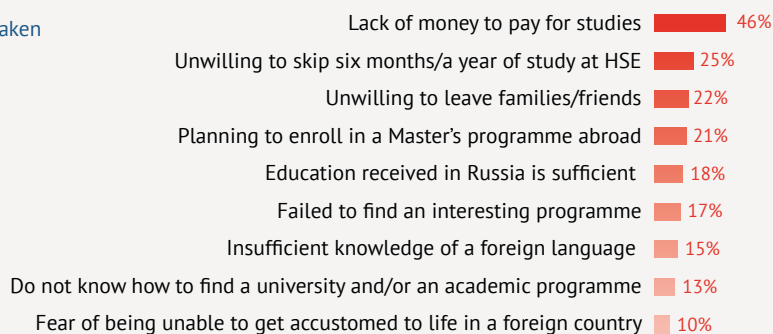 aken
Lack of money to pay for studies 46%
Unwilling to skip six months/a year of study at HSE 25%
Unwilling to leave families/friends 22%
Planning to enroll in a Master's programme abroad 21%
Education received in Russia is sufficient 18%
Failed to find an interesting programme 17%
Insufficient knowledge of a foreign language 15%
Do not know how to find a university and/or an academic programme 13%
Fear of being unable to get accustomed to life in a foreign country 10%